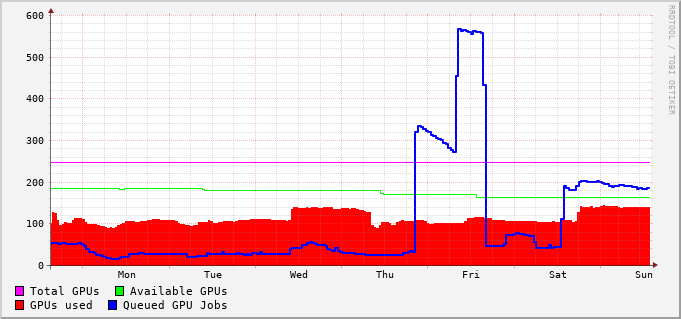 600
500
400
300
200
100
0
Mon Tue Wed Thu Fri Sat Sun
Total GPUs Available GPUs
GPUs used Queued GPU Jobs
RRDTOOL / TOBI OETIKER